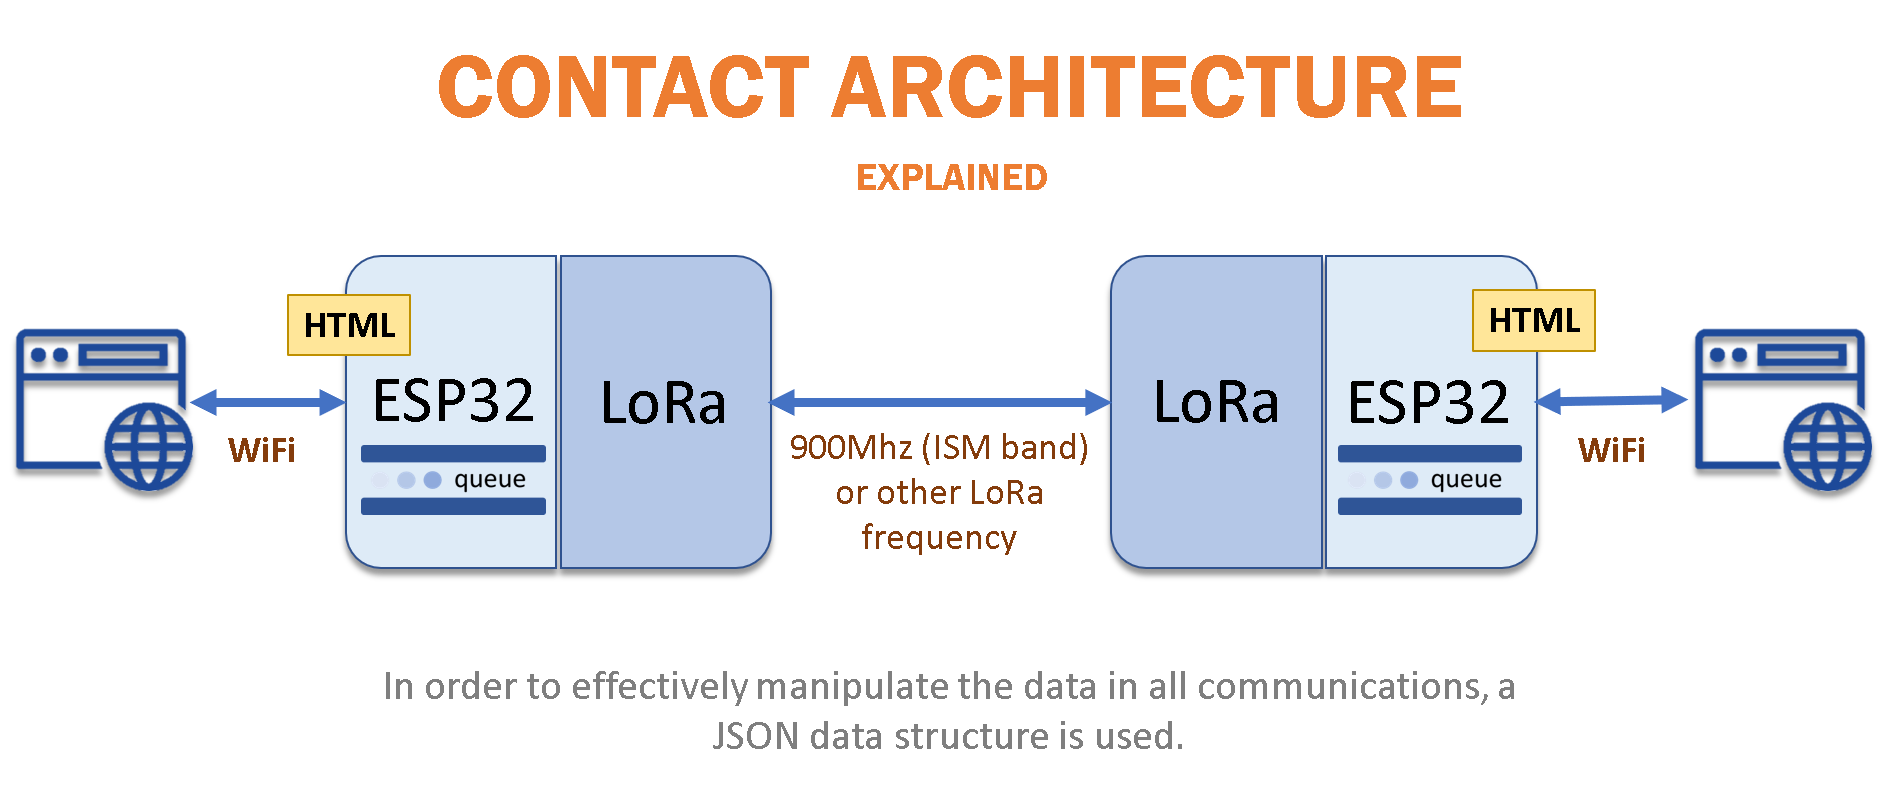 CONTACT ARCHITECTURE
EXPLAINED
HTML
ESP32
queue
LoRa
WiFi
900Mhz (ISM band)
or other LoRa
frequency
LoRa
HTML
ESP32
queue
WiFi
In order to effectively manipulate the data in all communications, a
JSON data structure is used.